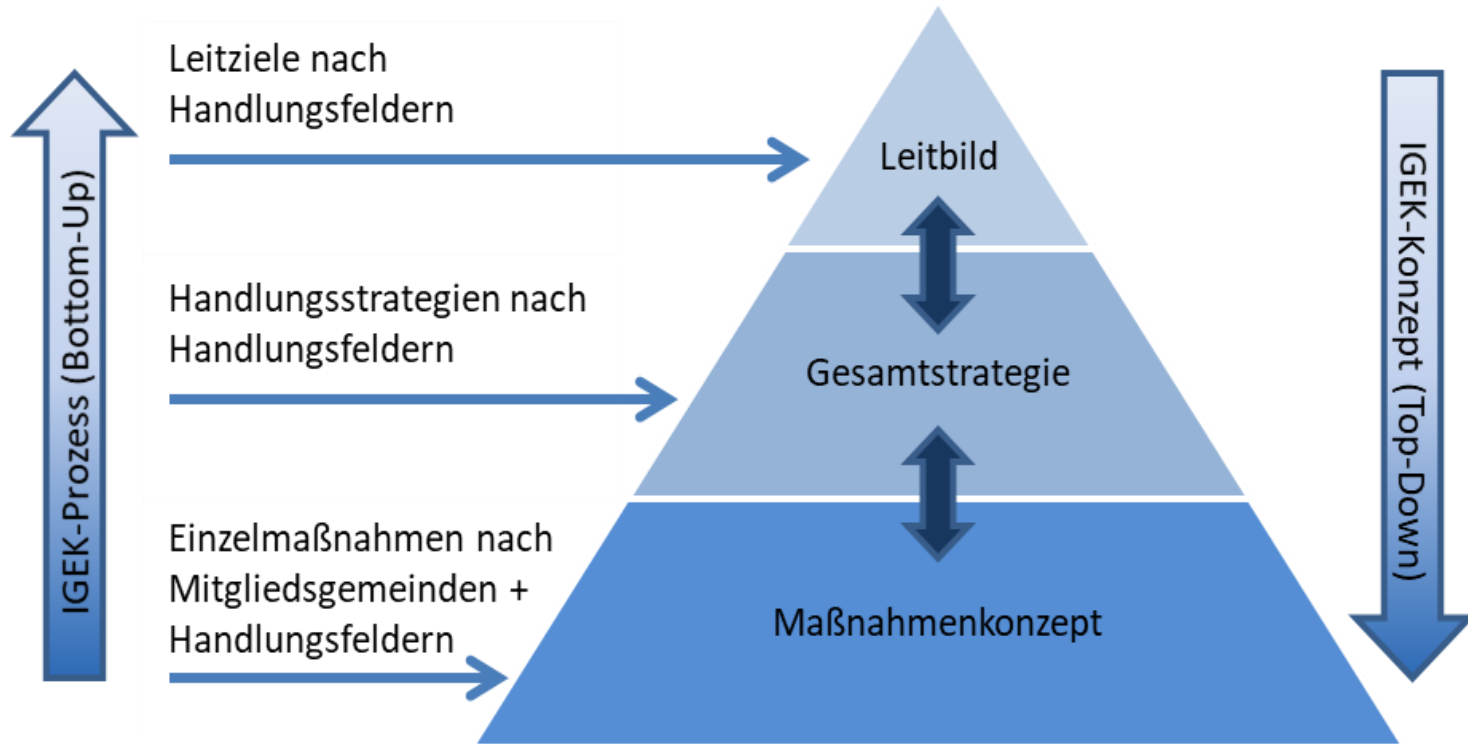 IGEK-Prozess (Bottom-Up)
Leitziele nach
Handlungsfeldern
Handlungsstrategien nach
Handlungsfeldern
Einzelmaßnahmen nach
Mitgliedsgemeinden +
Handlungsfeldern
Leitbild
Gesamtstrategie
Maßnahmenkonzept
IGEK-Konzept (Top-Down)